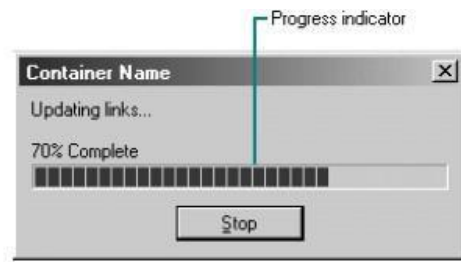 Progress indicator
Container Name
Updating links...
70% Complete
Stop